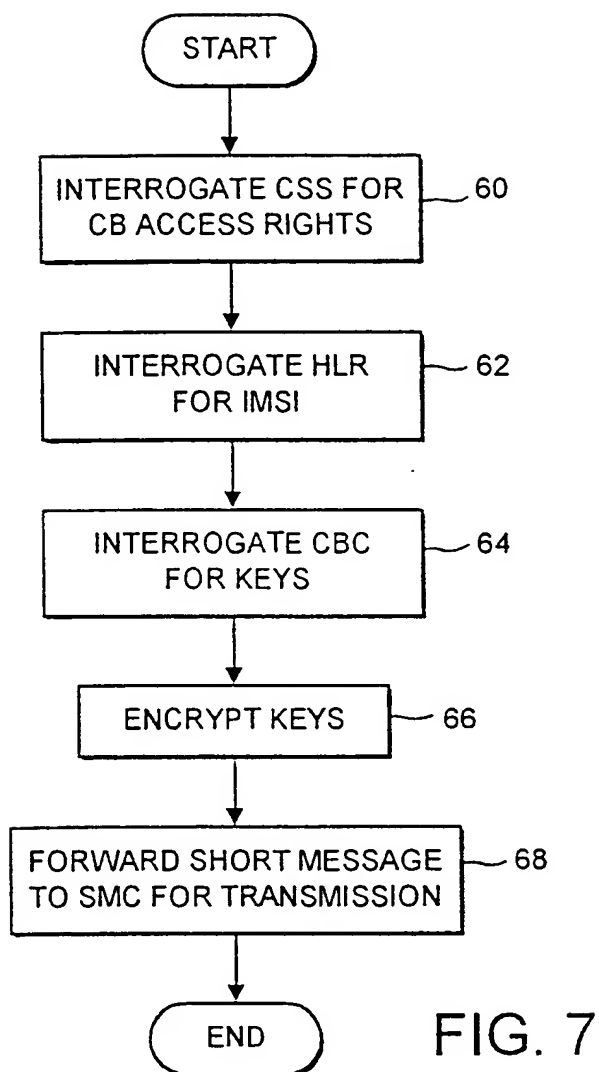 START
INTERROGATE CSS FOR
CB ACCESS RIGHTS
60
INTERROGATE HLR
FOR IMSI
62
INTERROGATE CBC
FOR KEYS
64
ENCRYPT KEYS
66
FORWARD SHORT MESSAGE
TO SMC FOR TRANSMISSION
68
END
FIG. 7